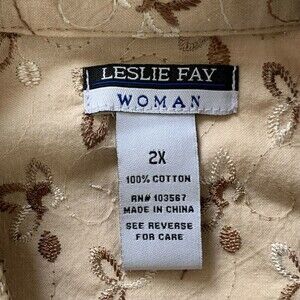 LESLIE FAY
WOMAN
2X
100% COTTON
RN# 103567
MADE IN CHINA
SEE REVERSE
FOR CARE